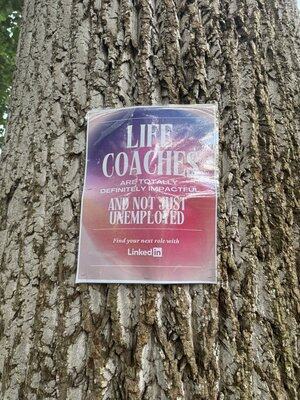 LIFE
COACHES
ARE TOTALLY
DEFINITELY IMPACTFUL
AND NOT JUST
UNEMPLOYED
Find your next role with
Linkedin